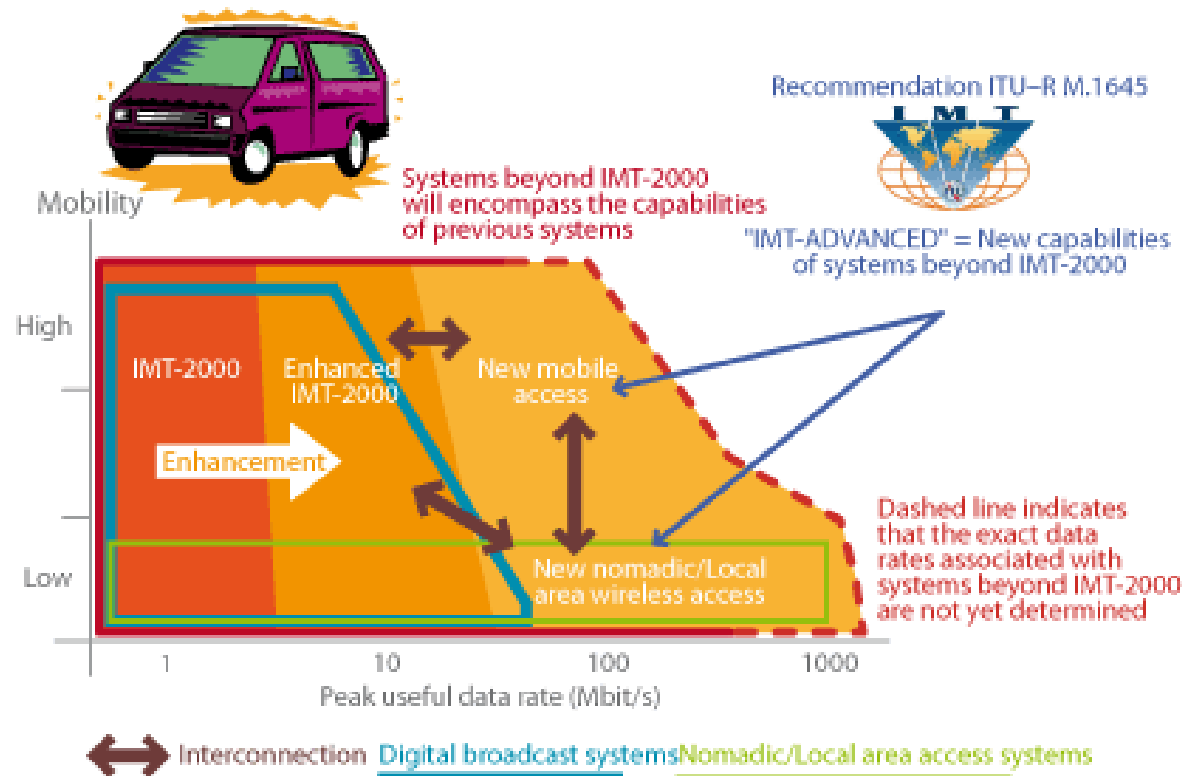 Recommendation ITU–R M.1645
IMT
Systems beyond IMT-2000
will encompass the capabilities
of previous systems
Mobility
"IMT-ADVANCED" = New capabilities
of systems beyond IMT-2000
High
IMT-2000
Enhanced
IMT-2000
New mobile
access
Enhancement
Dashed line indicates
that the exact data
rates associated with
systems beyond IMT-2000
are not yet determined
Low
New nomadic/Local
area wireless access
1 10 100 1000
Peak useful data rate (Mbit/s)
Interconnection Digital broadcast systems Nomadic/Local area access systems